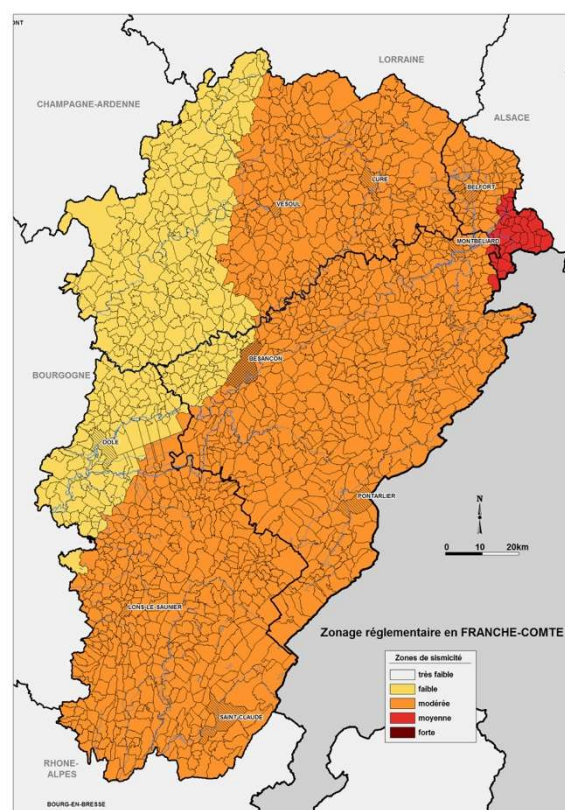 ONT
LORRAINE
CHAMPAGNE-ARDENNE
ALSACE
LURE
BELFORT
VESOUL
MONTBELIARD
BESANÇON
BOURGOGNE
DOLE
PONTARLIER
N
0 10 20km
LONS-LE-SAUNIER
Zonage réglementaire en FRANCHE-COMTE
Zones de sismicité
très faible
faible
modérée
moyenne
forte
SAINT-CLAUDE
RHONE-
ALPES
BOURG-EN-BRESSE